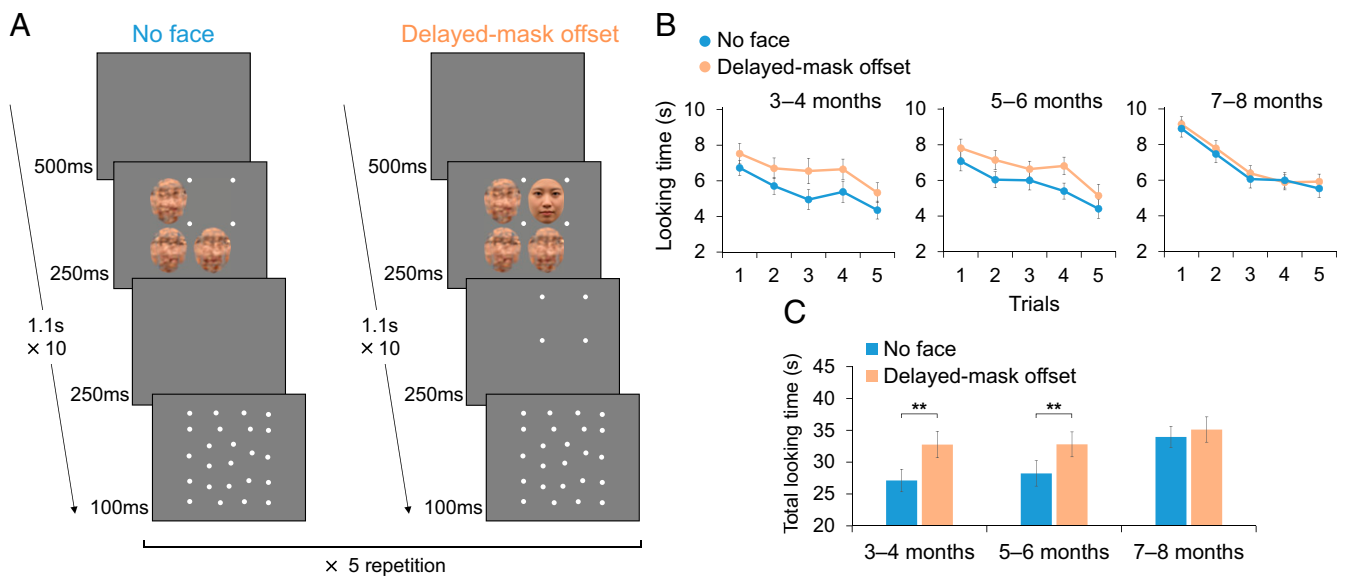 A
No face
Delayed-mask offset
500ms
250ms
250ms
100ms
1.1s
× 10
500ms
250ms
250ms
100ms
1.1s
× 10
× 5 repetition
B
No face
Delayed-mask offset
3–4 months
5–6 months
7–8 months
Looking time (s)
10
8
6
4
2
1 2 3 4 5
10
8
6
4
2
1 2 3 4 5
10
8
6
4
2
1 2 3 4 5
Trials
C
No face
Delayed-mask offset
Total looking time (s)
45
40
35
30
25
20
**
**
3–4 months
5–6 months
7–8 months